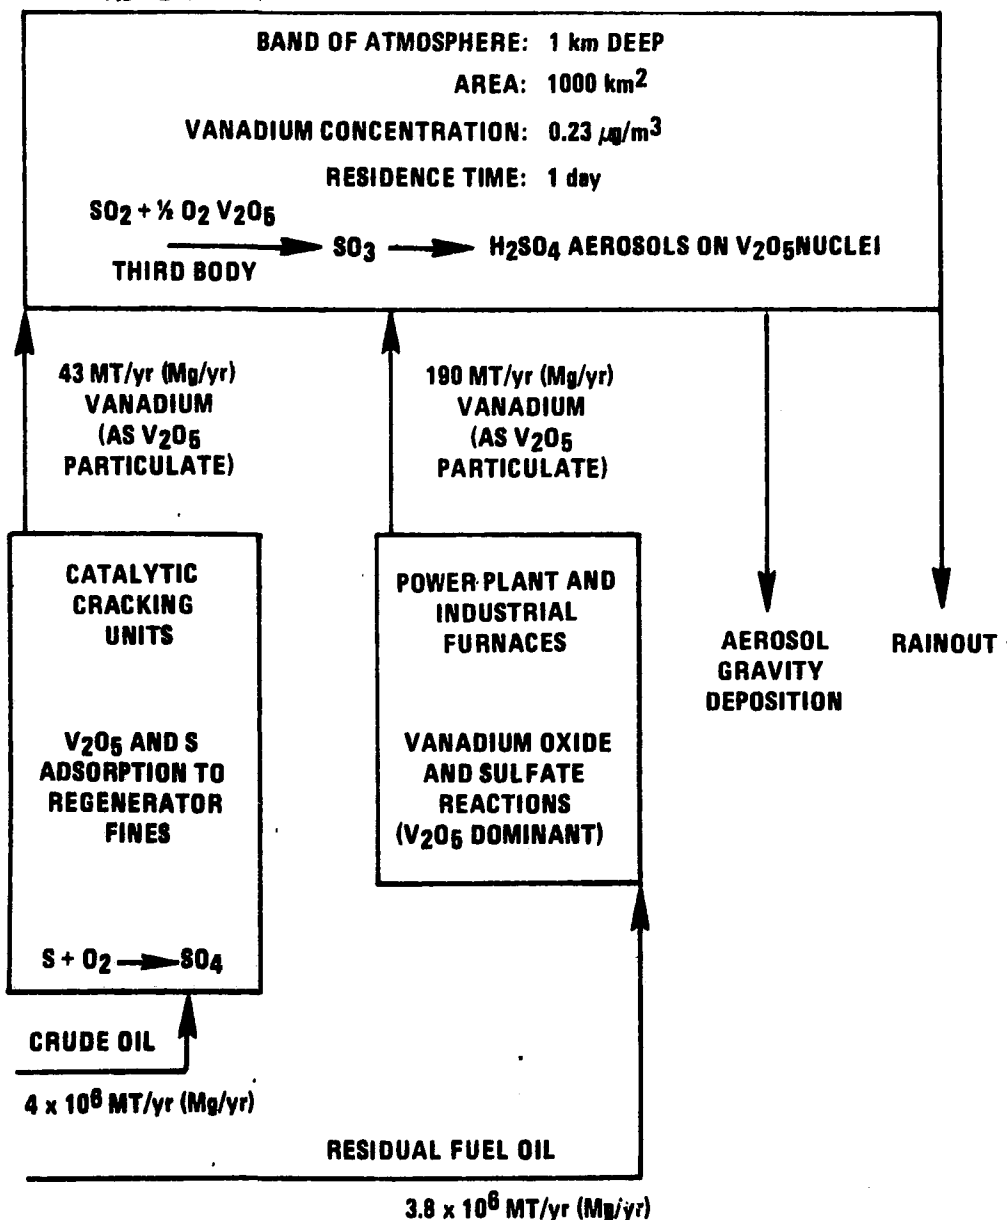 BAND OF ATMOSPHERE: 1 km DEEP
AREA: 1000 km²
VANADIUM CONCENTRATION: 0.23 µg/m³
RESIDENCE TIME: 1 day
SO₂ + ½ O₂ V₂O₅
SO₃
H₂SO₄ AEROSOLS ON V₂O₅NUCLEI
THIRD BODY
43 MT/yr (Mg/yr)
VANADIUM
(AS V₂O₅
PARTICULATE)
190 MT/yr (Mg/yr)
VANADIUM
(AS V₂O₅
PARTICULATE)
CATALYTIC
CRACKING
UNITS
V₂O₅ AND S
ADSORPTION TO
REGENERATOR
FINES
S + O₂ → SO₄
POWER PLANT AND
INDUSTRIAL
FURNACES
VANADIUM OXIDE
AND SULFATE
REACTIONS
(V₂O₅ DOMINANT)
AEROSOL
GRAVITY
DEPOSITION
RAINOUT
CRUDE OIL
4 x 10⁶ MT/yr (Mg/yr)
RESIDUAL FUEL OIL
3.8 x 10⁶ MT/yr (Mg/yr)